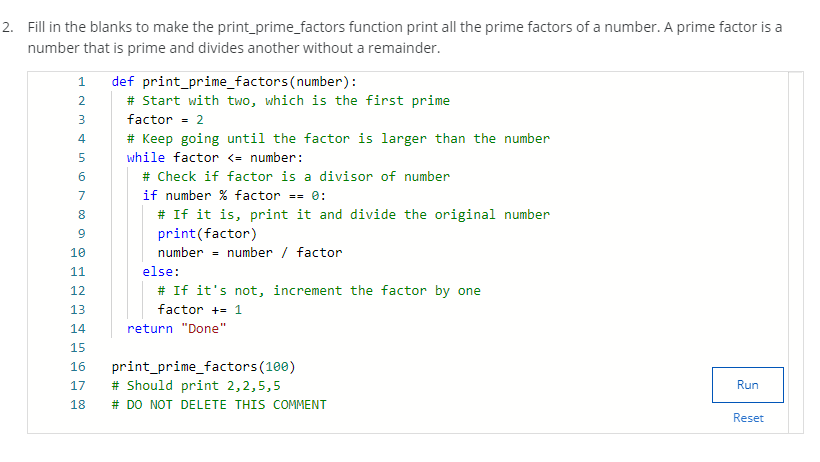 2. Fill in the blanks to make the print_prime_factors function print all the prime factors of a number. A prime factor is a
number that is prime and divides another without a remainder.
1 def print_prime_factors(number):
2 # Start with two, which is the first prime
3 factor = 2
4 # Keep going until the factor is larger than the number
5 while factor <= number:
6 # Check if factor is a divisor of number
7 if number % factor == 0:
8 # If it is, print it and divide the original number
9 print(factor)
10 number = number / factor
11 else:
12 # If it's not, increment the factor by one
13 factor += 1
14 return "Done"
15
16 print_prime_factors(100)
17 # Should print 2,2,5,5
18 # DO NOT DELETE THIS COMMENT
Run
Reset